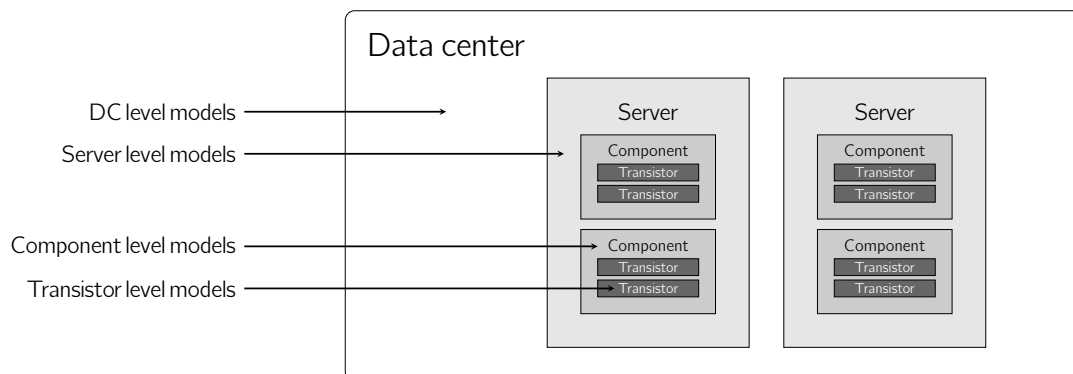 Data center
DC level models
Server level models
Component level models
Transistor level models
Server
Component
Transistor
Transistor
Component
Transistor
Transistor
Server
Component
Transistor
Transistor
Component
Transistor
Transistor